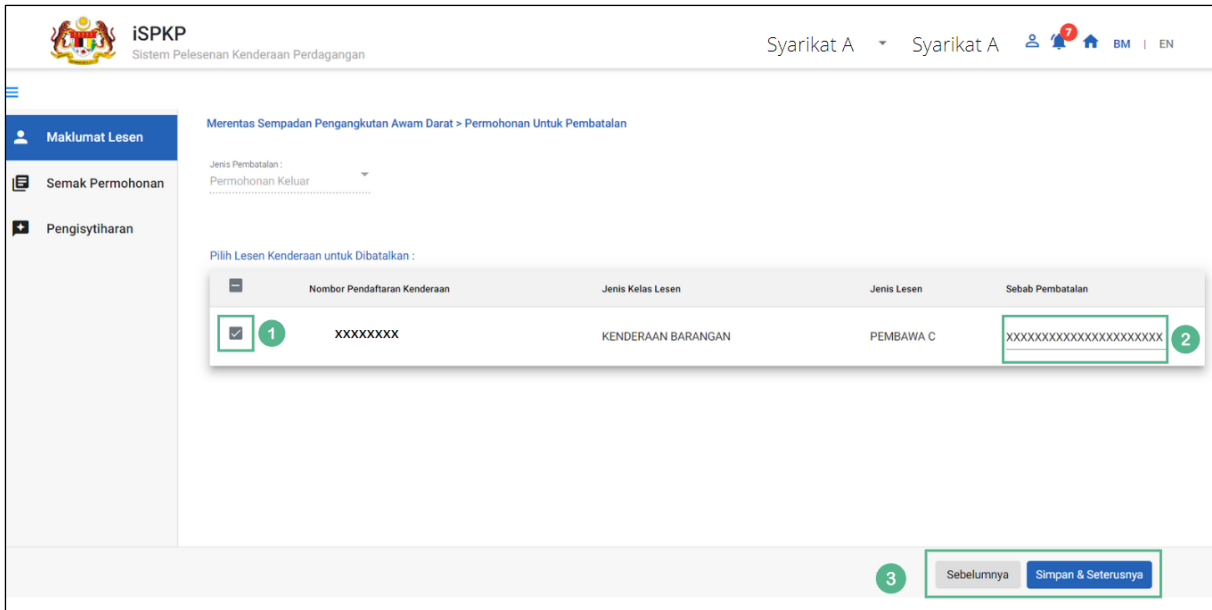 iSPKP
Sistem Pelesenan Kenderaan Perdagangan
Syarikat A Syarikat A 7 BM | EN
Maklumat Lesen
Semak Permohonan
Pengisytiharan
Merentas Sempadan Pengangkutan Awam Darat > Permohonan Untuk Pembatalan
Jenis Pembatalan :
Permohonan Keluar
Pilih Lesen Kenderaan untuk Dibatalkan :
Nombor Pendaftaran Kenderaan Jenis Kelas Lesen Jenis Lesen Sebab Pembatalan
1 XXXXXXXX KENDERAAN BARANGAN PEMBAWA C XXXXXXXXXXXXXXXXXXXXXX 2
3 Sebelumnya Simpan & Seterusnya